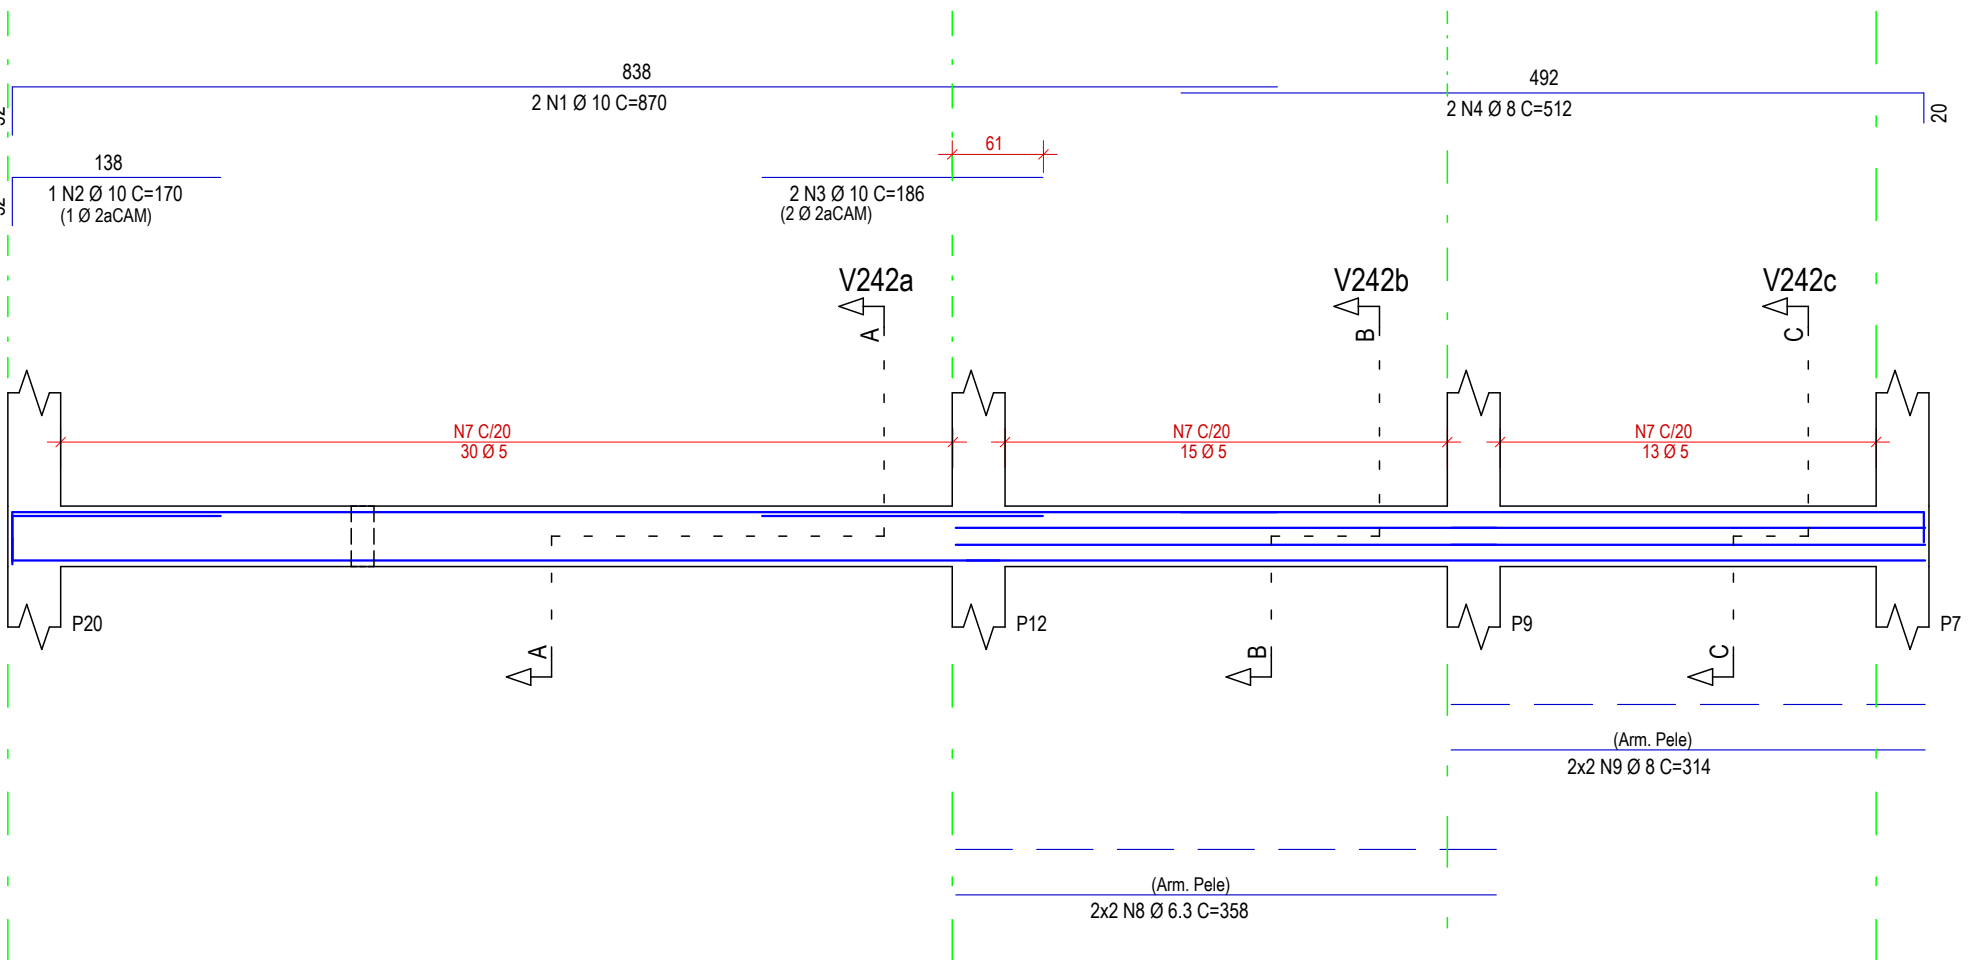 838
2 N1 Ø 10 C=870
492
2 N4 Ø 8 C=512
20
61
138
1 N2 Ø 10 C=170
(1 Ø 2aCAM)
2 N3 Ø 10 C=186
(2 Ø 2aCAM)
V242a
V242b
V242c
A
B
C
N7 C/20
30 Ø 5
N7 C/20
15 Ø 5
N7 C/20
13 Ø 5
P20
P12
P9
P7
A
B
C
(Arm. Pele)
2x2 N9 Ø 8 C=314
(Arm. Pele)
2x2 N8 Ø 6.3 C=358